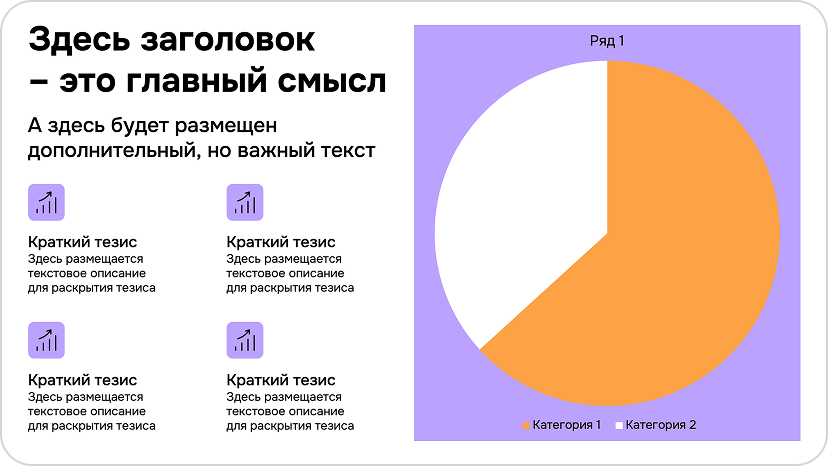 Здесь заголовок
– это главный смысл
А здесь будет размещен
дополнительный, но важный текст
Краткий тезис
Здесь размещается
текстовое описание
для раскрытия тезиса
Краткий тезис
Здесь размещается
текстовое описание
для раскрытия тезиса
Краткий тезис
Здесь размещается
текстовое описание
для раскрытия тезиса
Краткий тезис
Здесь размещается
текстовое описание
для раскрытия тезиса
Ряд 1
Категория 1
Категория 2